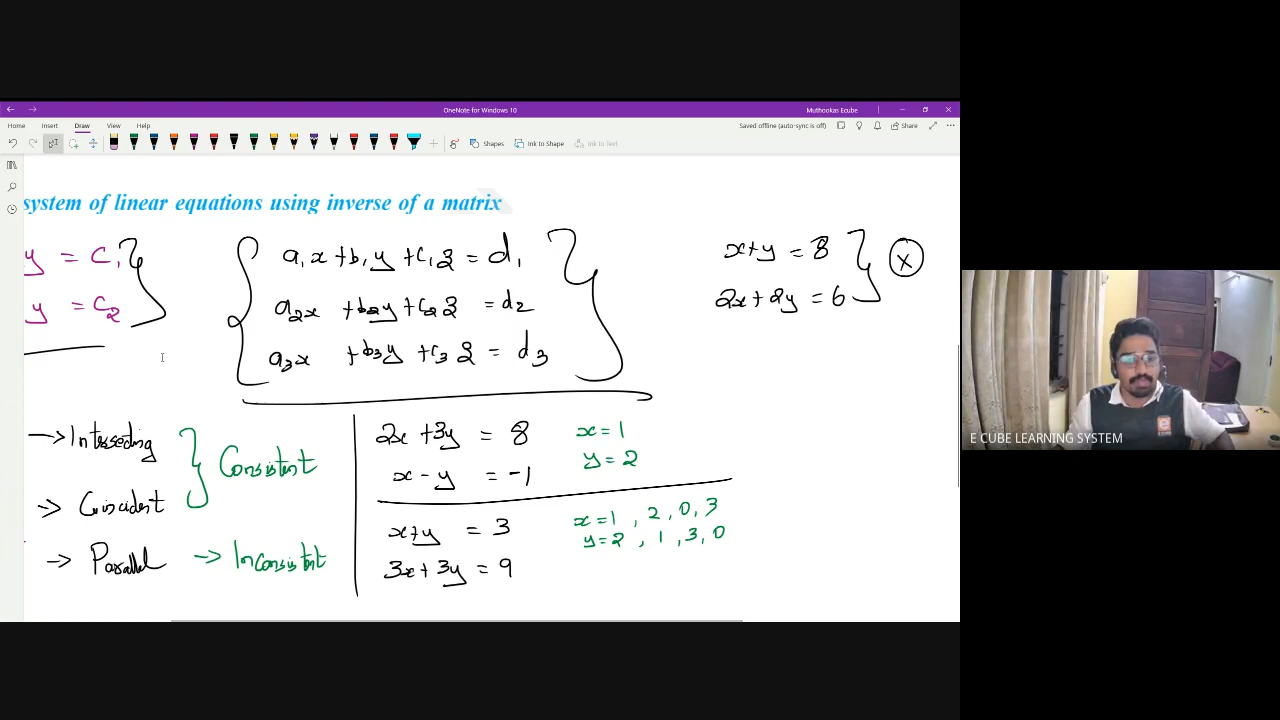 OneNote for Windows 10
Muthookas Ecube
Home Insert Draw View Help
Saved offline (auto-sync is off)
Share
Shapes
Ink to Shape
Ink to Text
system of linear equations using inverse of a matrix
y = c₁
y = c₂
a₁x + b₁y + c₁z = d₁
a₂x + b₂y + c₂z = d₂
a₃x + b₃y + c₃z = d₃
x+y = 8
2x + 2y = 6
X
→ Intersecting
→ Coincident
Consistent
→ Parallel → Inconsistent
2x + 3y = 8
x - y = -1
x = 1
y = 2
x+y = 3
3x + 3y = 9
x = 1 , 2 , 0 , 3
y = 2 , 1 , 3 , 0
E CUBE LEARNING SYSTEM